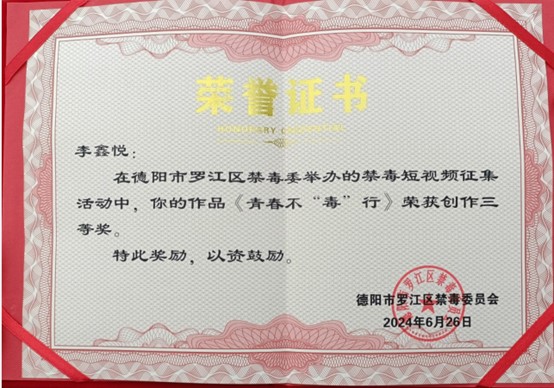 荣誉证书
HONORARY CREDENTIAL
李鑫悦：
在德阳市罗江区禁毒委举办的禁毒短视频征集
活动中，你的作品《青春不“毒”行》荣获创作三
等奖。
特此奖励，以资鼓励。
德阳市罗江区禁毒委员会
2024年6月26日